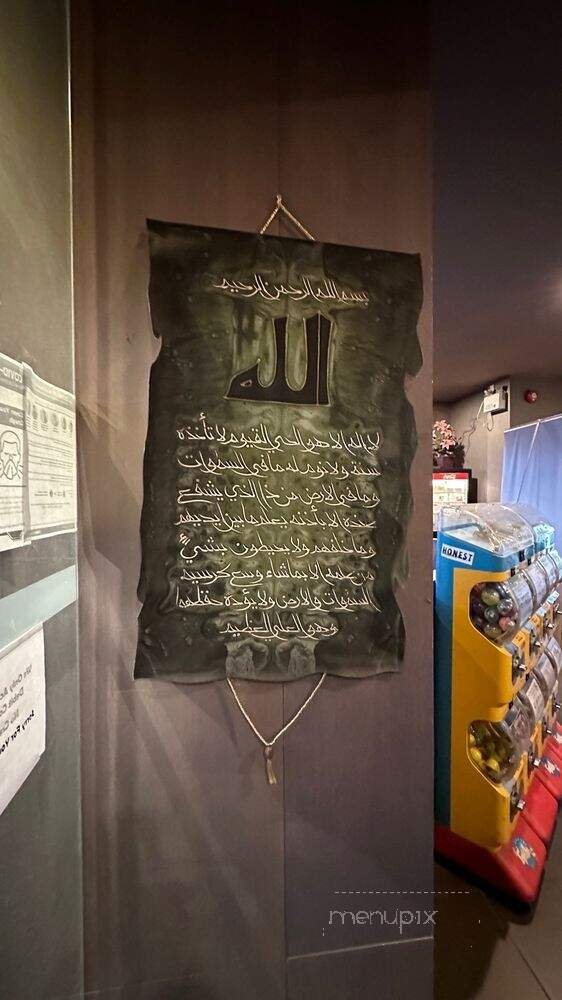 بسم الله الرحمن الرحيم
الله
لا اله الا هو الحي القيوم لا تأخذه
سنة ولا نوم له ما في السموات
وما في الارض من ذا الذي يشفع
عنده الا بأذنه يعلم ما بين ايديهم
وما خلفهم ولا يحيطون بشيء
من علمه الا بما شاء وسع كرسيه
السموات والارض ولا يؤده حفظهما
وهو العلي العظيم
HONEST
COVID-
menupix